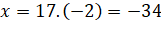 x = 17.(−2) = −34